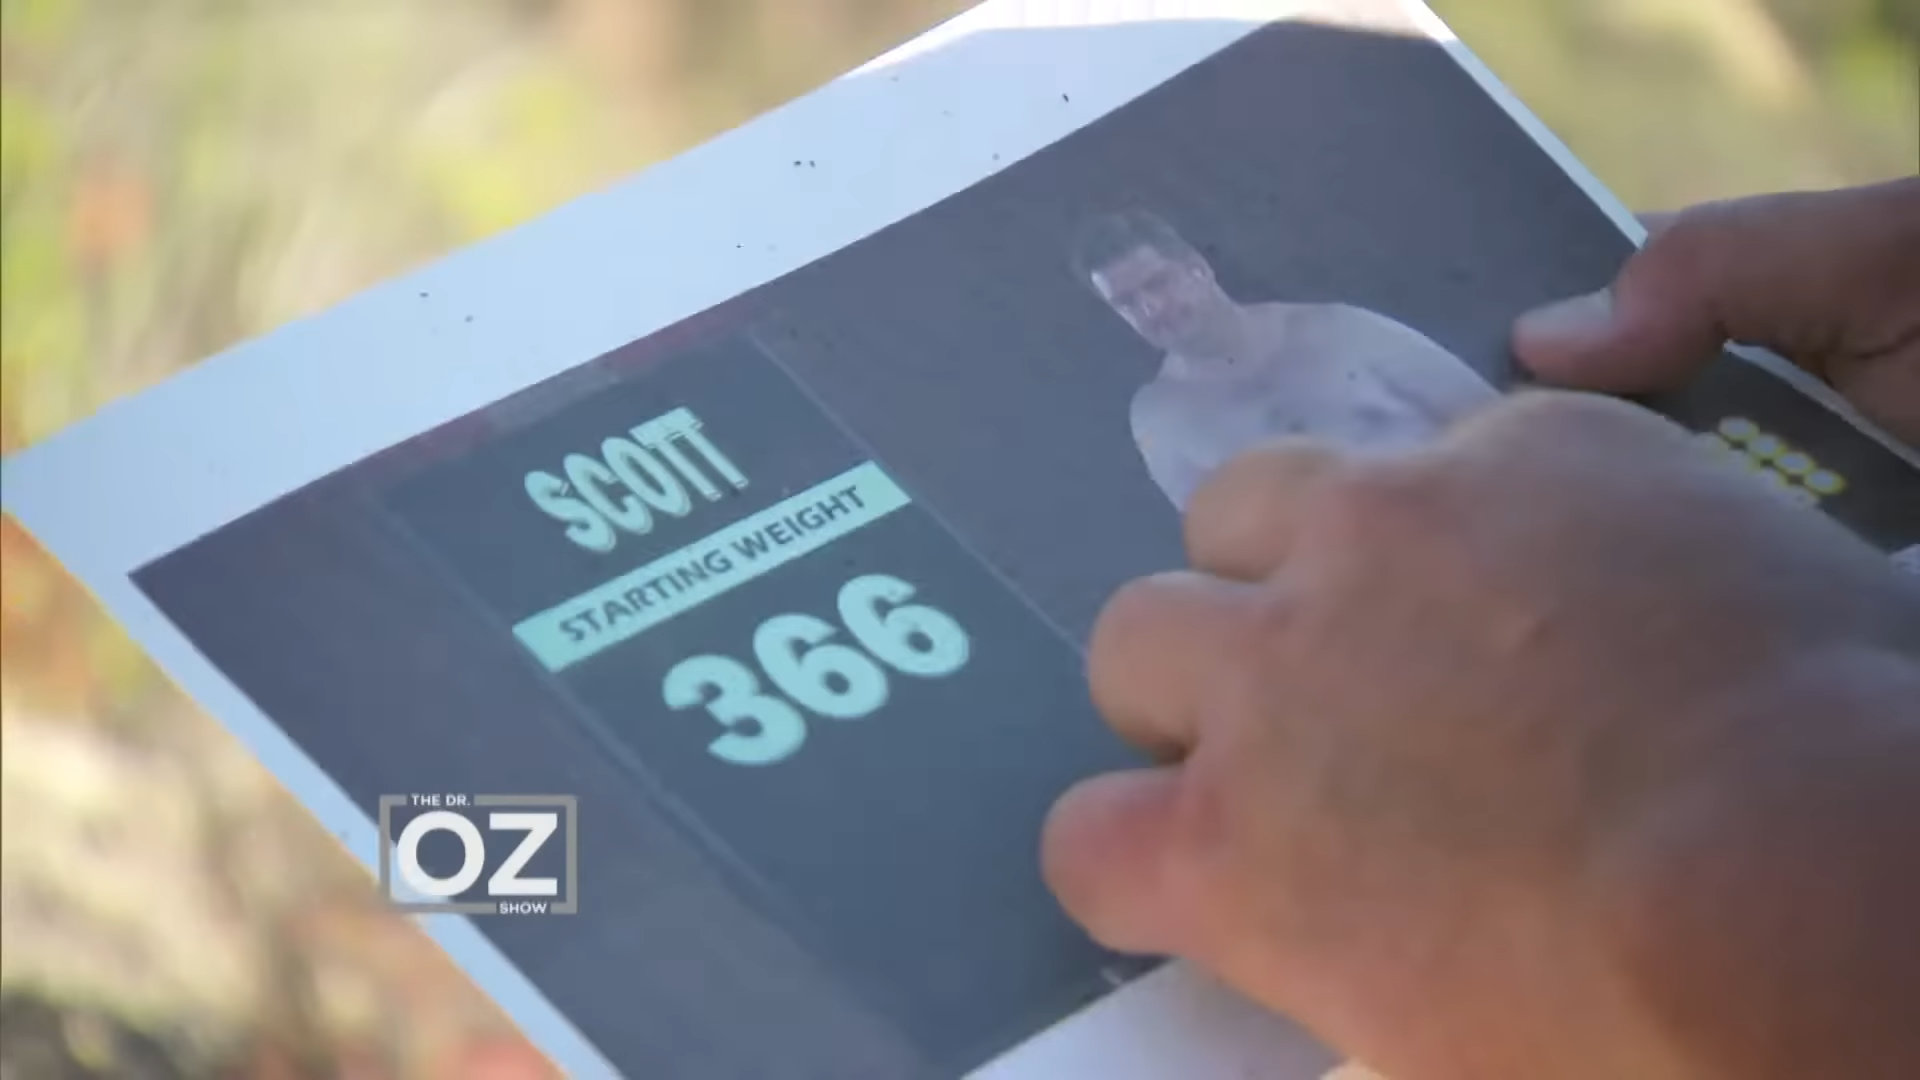 SCOTT
STARTING WEIGHT
366
THE DR.
OZ
SHOW